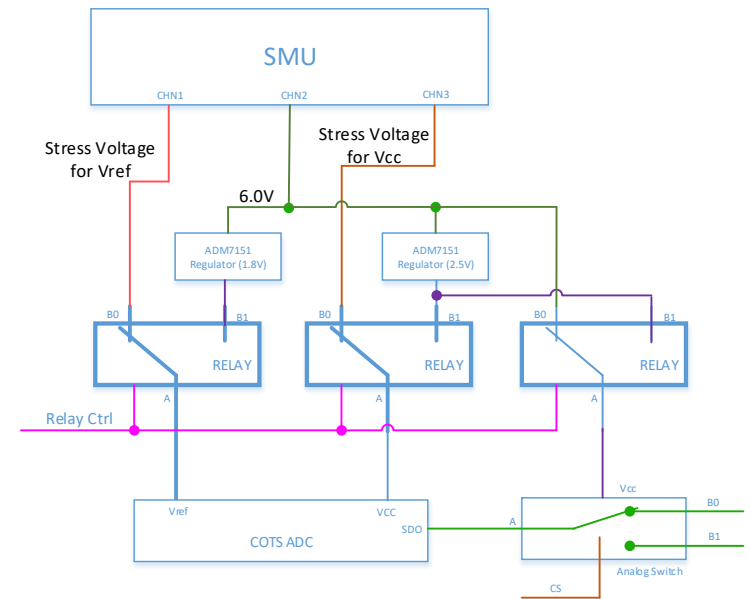 SMU
CHN1
CHN2
CHN3
Stress Voltage
for Vref
Stress Voltage
for Vcc
6.0V
ADM7151
Regulator (1.8V)
ADM7151
Regulator (2.5V)
B0
B1
B0
B1
B0
B1
RELAY
RELAY
RELAY
A
A
A
Relay Ctrl
Vref
VCC
SDO
COTS ADC
Vcc
A
B0
B1
Analog Switch
CS